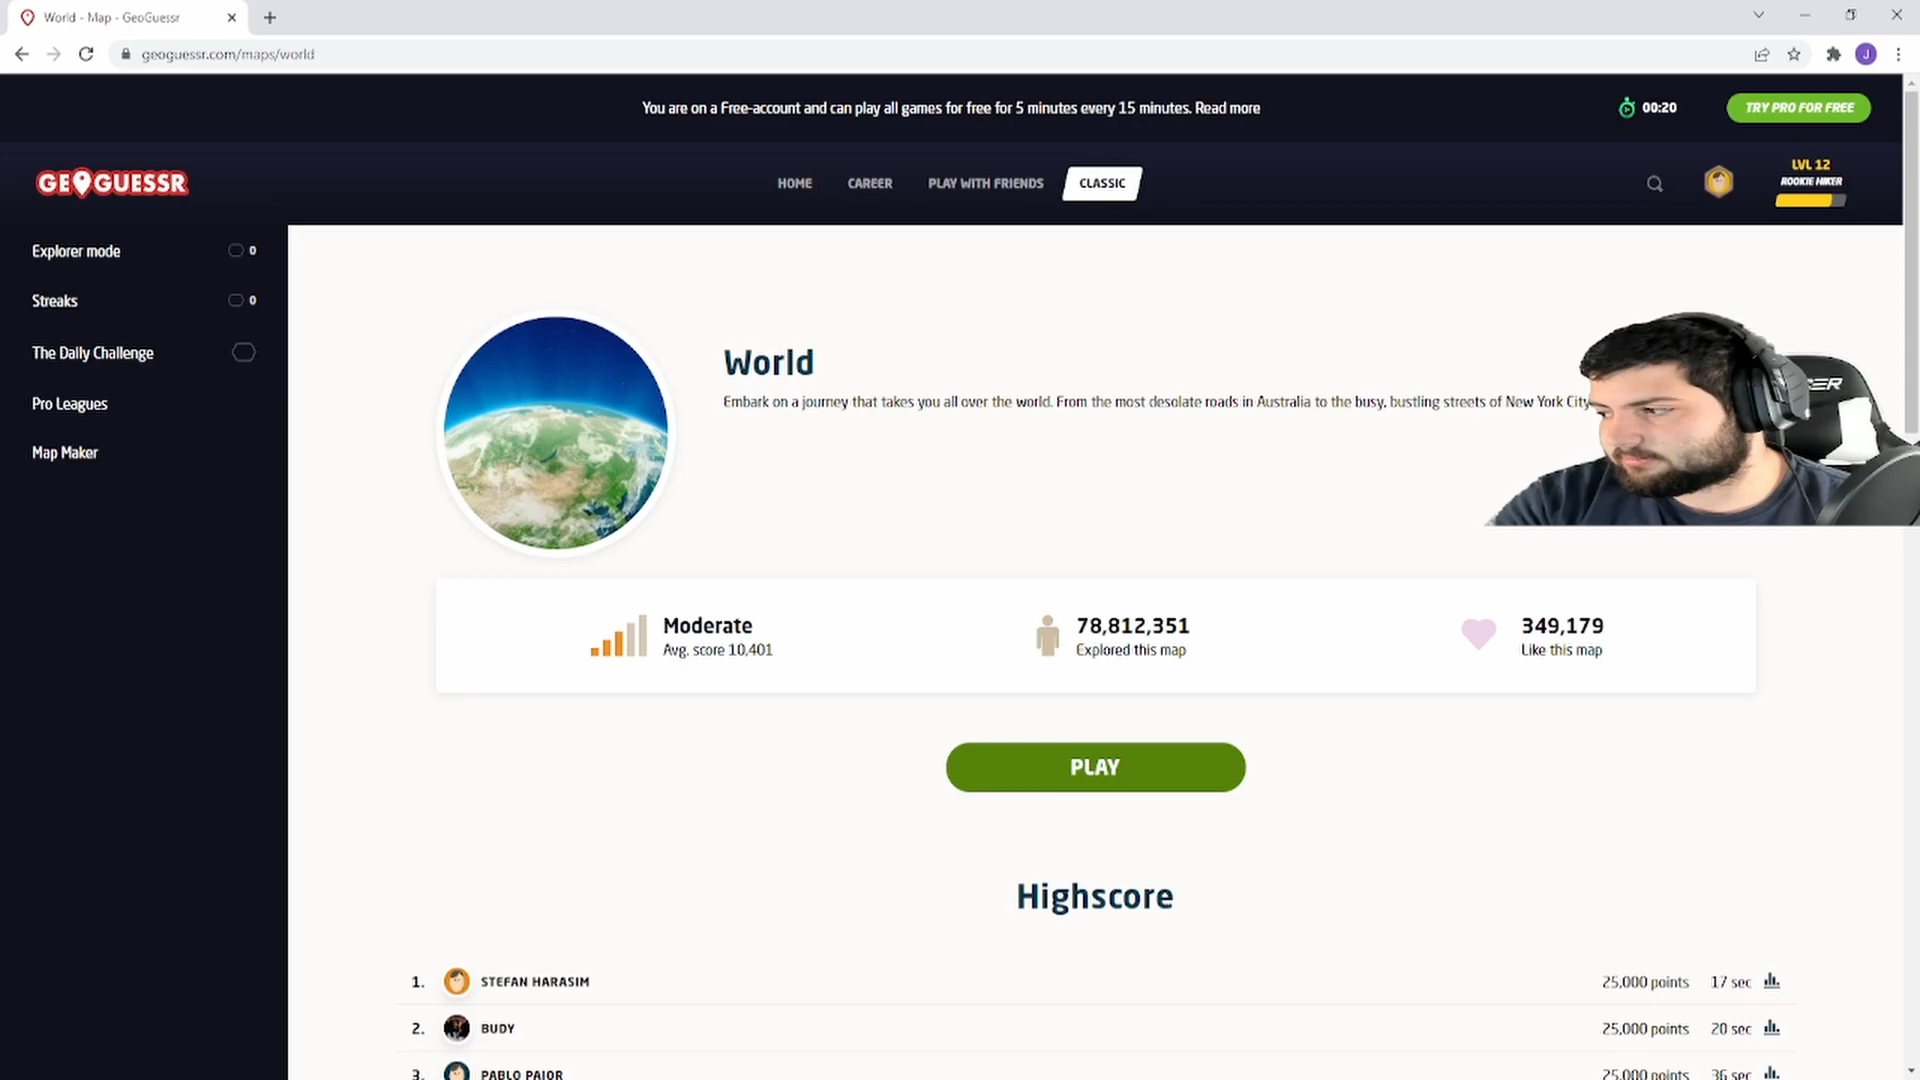 World - Map - GeoGuessr
geoguessr.com/maps/world
J
You are on a Free-account and can play all games for free for 5 minutes every 15 minutes. Read more
00:20
TRY PRO FOR FREE
GEOGUESSR
HOME
CAREER
PLAY WITH FRIENDS
CLASSIC
LVL 12
ROOKIE HIKER
Explorer mode
0
Streaks
0
The Daily Challenge
Pro Leagues
Map Maker
World
Embark on a journey that takes you all over the world. From the most desolate roads in Australia to the busy, bustling streets of New York City
Moderate
Avg. score 10,401
78,812,351
Explored this map
349,179
Like this map
PLAY
Highscore
1. STEFAN HARASIM 25,000 points 17 sec
2. BUDY 25,000 points 20 sec
3. PABLO PAIOR 25,000 points 36 sec